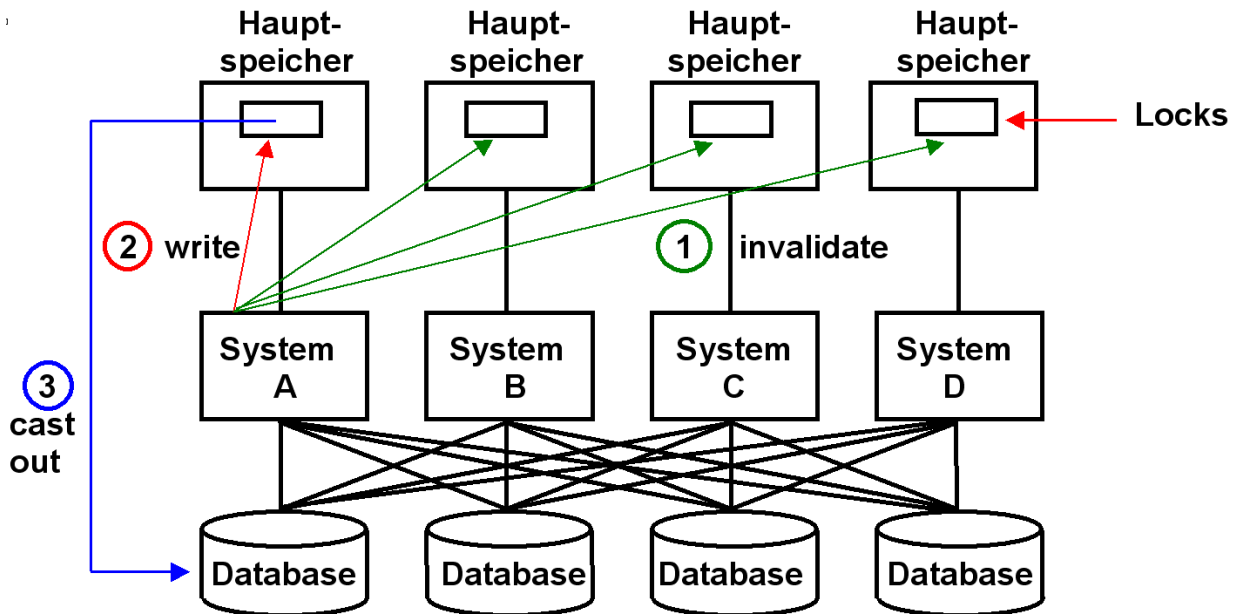 Haupt-
speicher
Haupt-
speicher
Haupt-
speicher
Haupt-
speicher
Locks
2 write
1 invalidate
System
A
System
B
System
C
System
D
3
cast
out
Database
Database
Database
Database